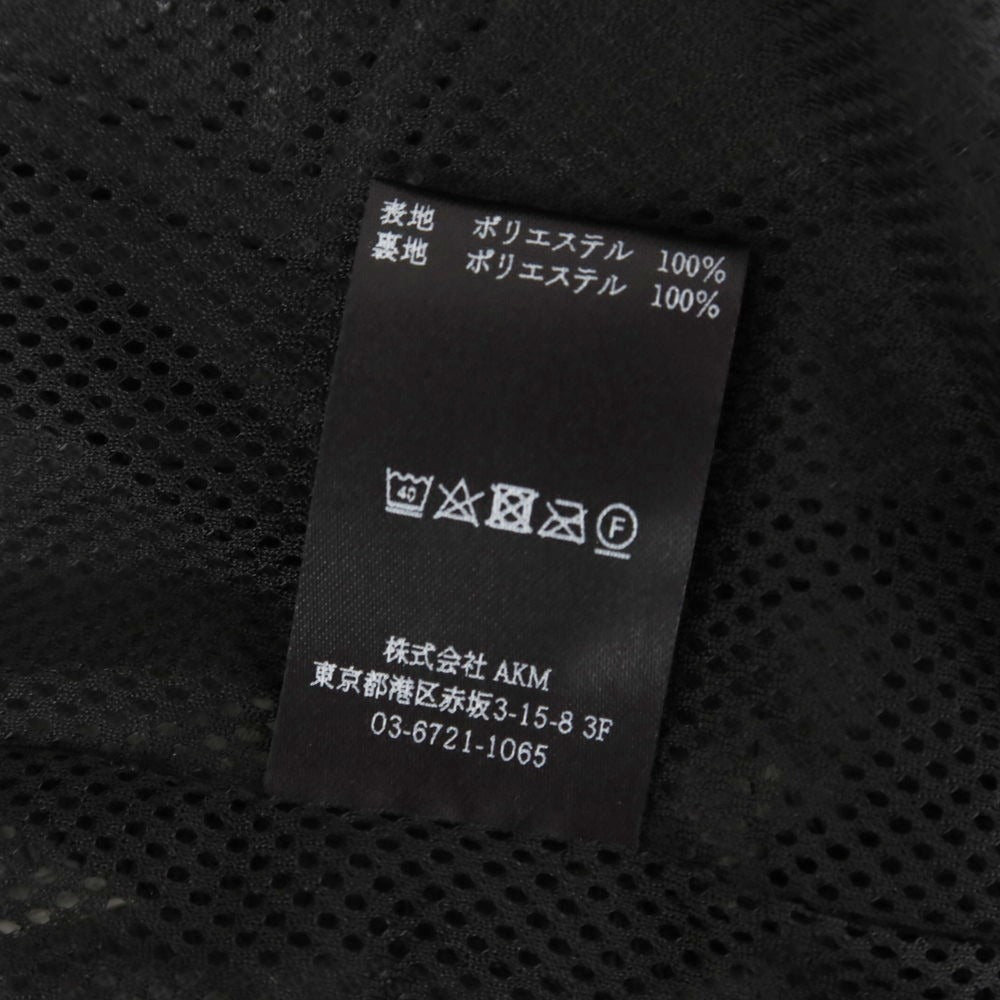 表地 ポリエステル 100%
裏地 ポリエステル 100%
40 F
株式会社 AKM
東京都港区赤坂3-15-8 3F
03-6721-1065